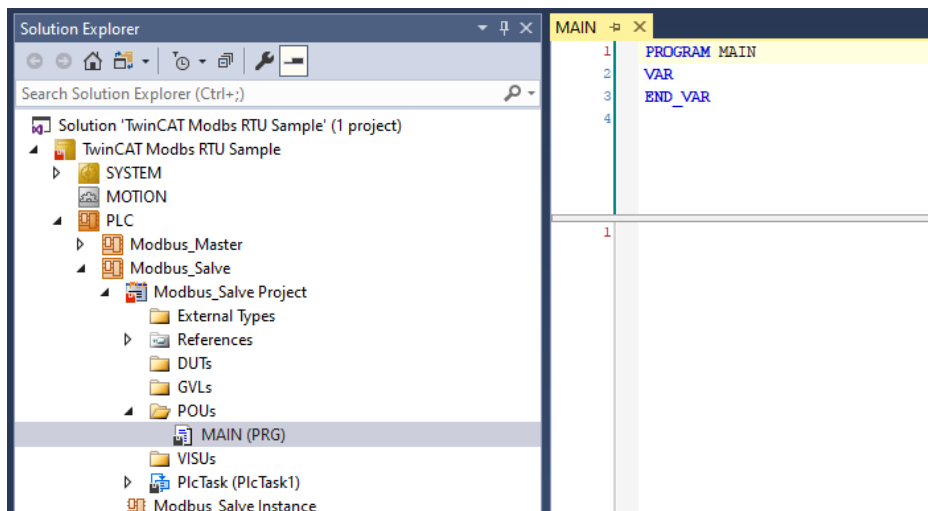 Solution Explorer
Search Solution Explorer (Ctrl+;)
Solution 'TwinCAT Modbs RTU Sample' (1 project)
TwinCAT Modbs RTU Sample
SYSTEM
MOTION
PLC
Modbus_Master
Modbus_Salve
Modbus_Salve Project
External Types
References
DUTs
GVLs
POUs
MAIN (PRG)
VISUs
PlcTask (PlcTask1)
Modbus_Salve Instance
MAIN
1 PROGRAM MAIN
2 VAR
3 END_VAR
4
1